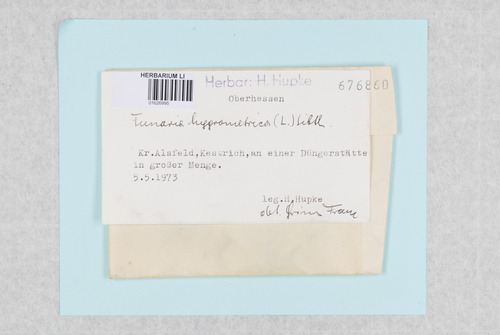 HERBARIUM LI
Herbar: H. Hupke
676860
Oberhessen
Funaria hygrometrica (L.) Sibth.
Kr.Alsfeld, Kestrich, an einer Düngerstätte
in großer Menge.
5.5.1973
leg.H.Hupke
Franz